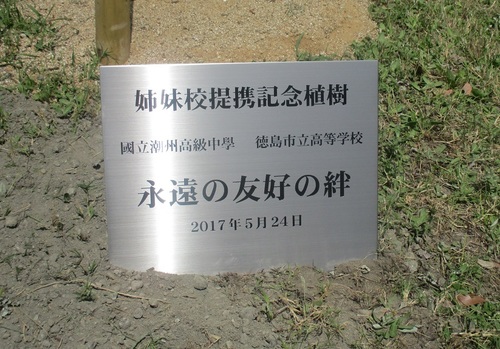 姉妹校提携記念植樹
國立潮州高級中學　徳島市立高等学校
永遠の友好の絆
2017年5月24日